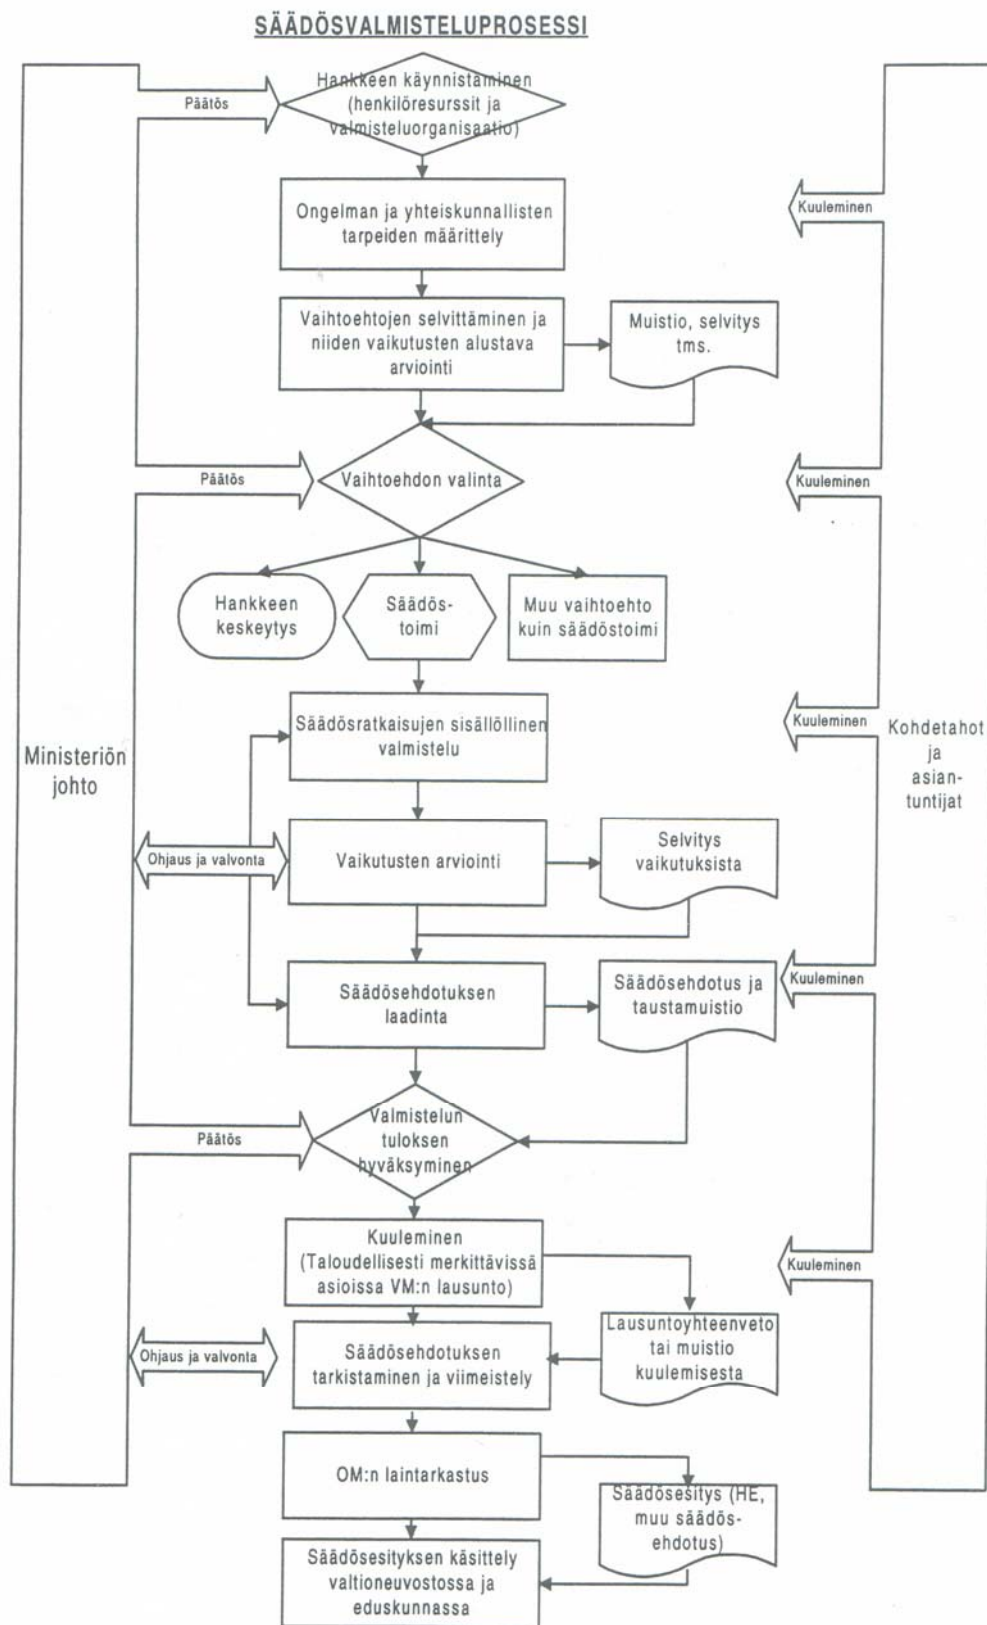 SÄÄDÖSVALMISTELUPROSESSI
Hankkeen käynnistäminen
(henkilöresurssit ja
valmisteluorganisaatio)
Päätös
Ongelman ja yhteiskunnallisten
tarpeiden määrittely
Kuuleminen
Vaihtoehtojen selvittäminen ja
niiden vaikutusten alustava
arviointi
Muistio, selvitys
tms.
Päätös
Vaihtoehdon valinta
Kuuleminen
Hankkeen
keskeytys
Säädös-
toimi
Muu vaihtoehto
kuin säädöstoimi
Säädösratkaisujen sisällöllinen
valmistelu
Kuuleminen
Ministeriön
johto
Kohdetahot
ja
asian-
tuntijat
Ohjaus ja valvonta
Vaikutusten arviointi
Selvitys
vaikutuksista
Säädösehdotuksen
laadinta
Säädösehdotus ja
taustamuistio
Kuuleminen
Päätös
Valmistelun
tuloksen
hyväksyminen
Kuuleminen
(Taloudellisesti merkittävissä
asioissa VM:n lausunto)
Kuuleminen
Lausuntoyhteenveto
tai muistio
kuulemisesta
Ohjaus ja valvonta
Säädösehdotuksen
tarkistaminen ja viimeistely
OM:n laintarkastus
Säädösesitys (HE,
muu säädös-
ehdotus)
Säädösesityksen käsittely
valtioneuvostossa ja
eduskunnassa